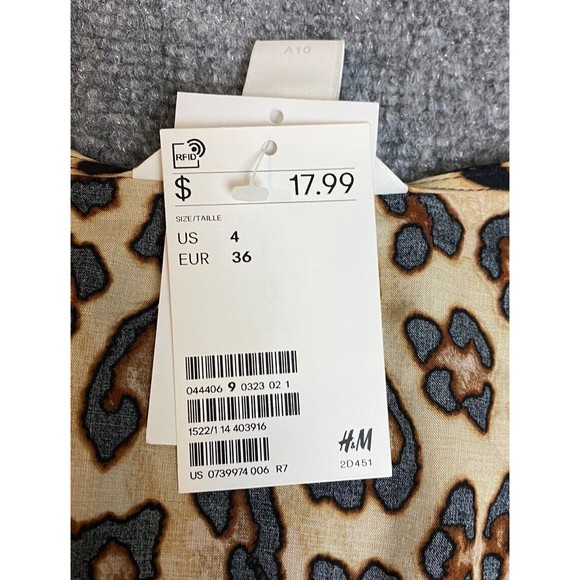 A10
RFID
$ 17.99
SIZE/TAILLE
US 4
EUR 36
044406 9 0323 02 1
1522/1 14 403916
H&M
US 0739974 006 R7
2D451